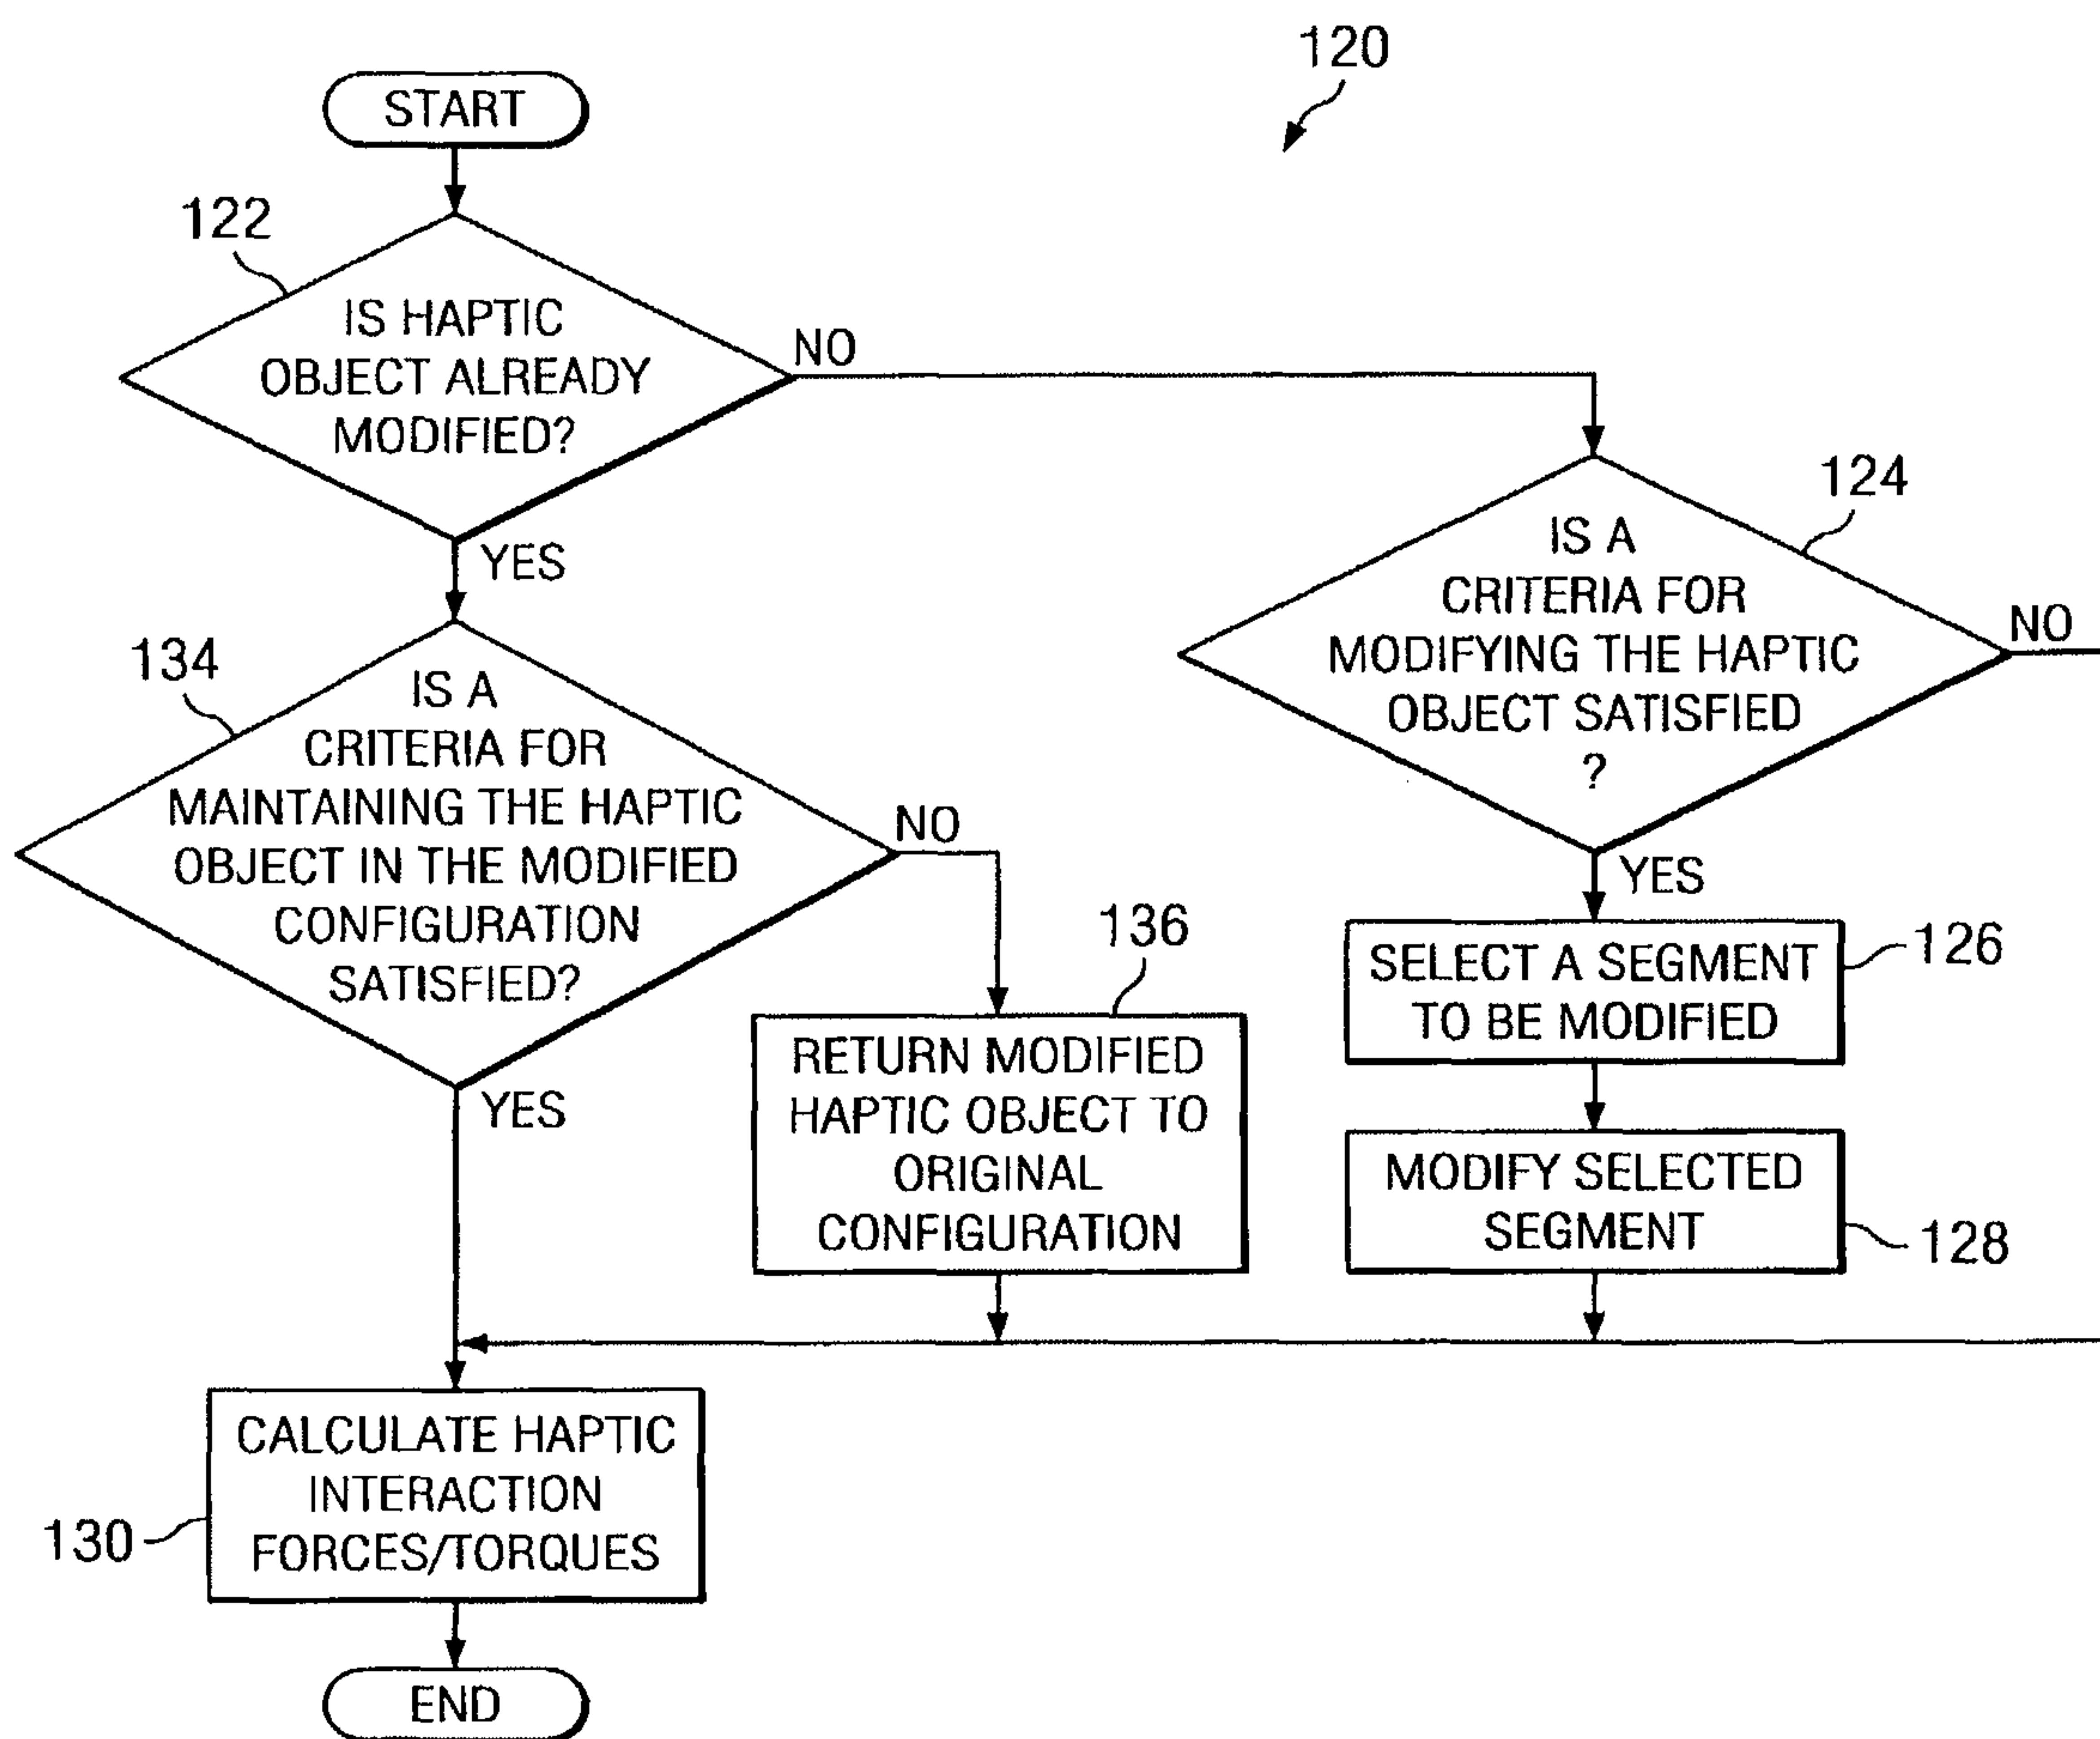 120
START
122
IS HAPTIC
OBJECT ALREADY
MODIFIED?
NO
YES
124
IS A
CRITERIA FOR
MODIFYING THE HAPTIC
OBJECT SATISFIED
?
NO
YES
134
IS A
CRITERIA FOR
MAINTAINING THE HAPTIC
OBJECT IN THE MODIFIED
CONFIGURATION
SATISFIED?
NO
YES
136
RETURN MODIFIED
HAPTIC OBJECT TO
ORIGINAL
CONFIGURATION
126
SELECT A SEGMENT
TO BE MODIFIED
MODIFY SELECTED
SEGMENT
128
CALCULATE HAPTIC
INTERACTION
FORCES/TORQUES
130
END